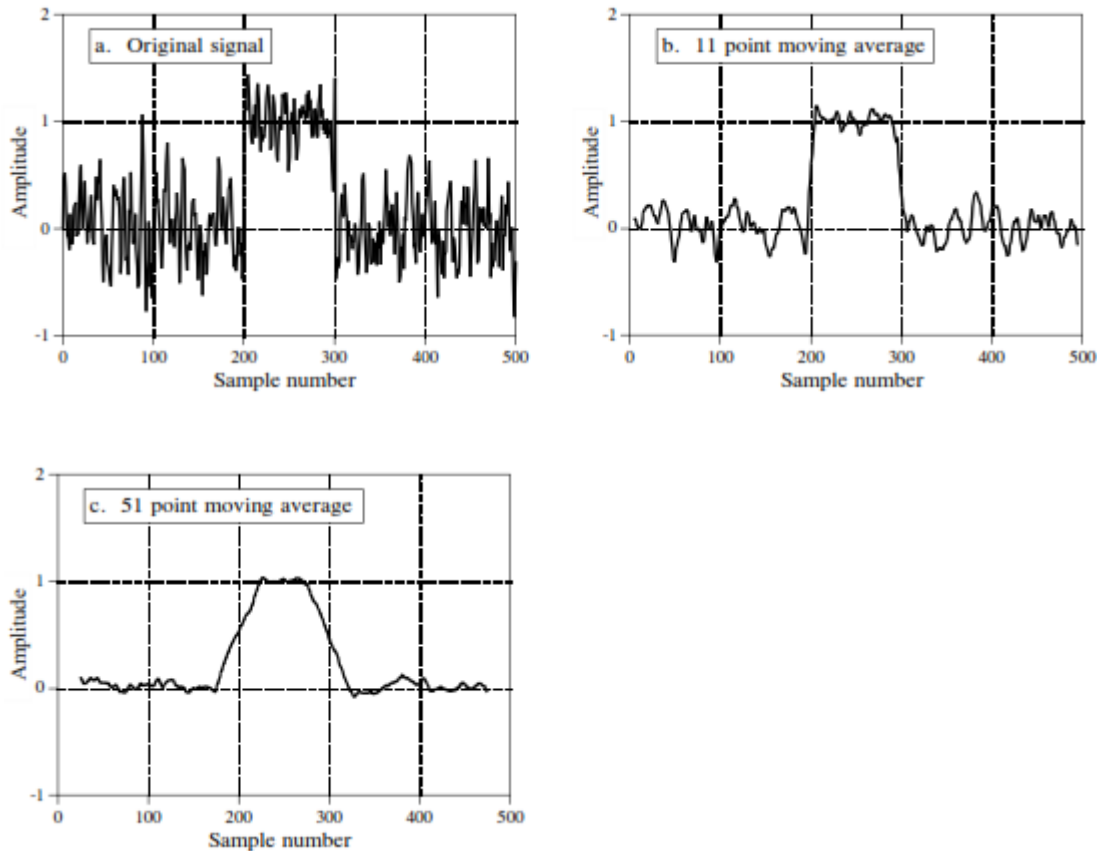 2
a. Original signal
1
Amplitude
0
-1
0 100 200 300 400 500
Sample number
2
b. 11 point moving average
1
Amplitude
0
-1
0 100 200 300 400 500
Sample number
2
c. 51 point moving average
1
Amplitude
0
-1
0 100 200 300 400 500
Sample number